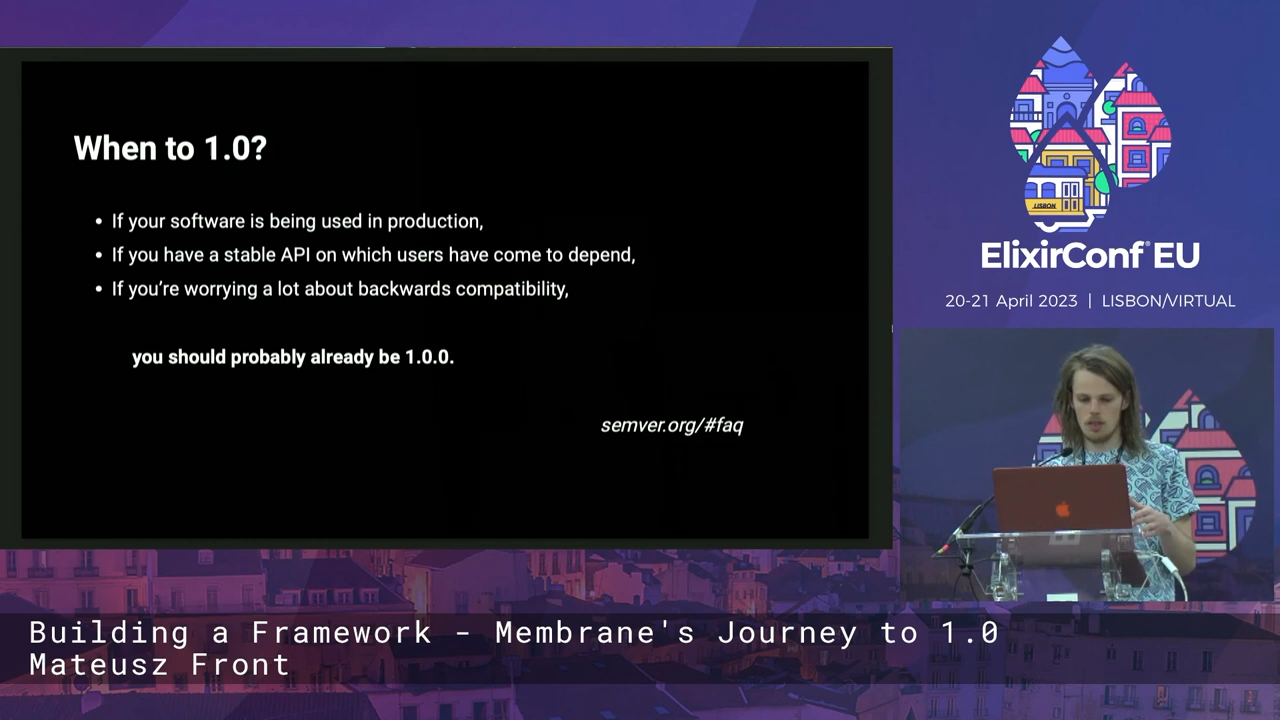 When to 1.0?
• If your software is being used in production,
• If you have a stable API on which users have come to depend,
• If you’re worrying a lot about backwards compatibility,
you should probably already be 1.0.0.
semver.org/#faq
LISBON
ElixirConf® EU
20-21 April 2023 | LISBON/VIRTUAL
Building a Framework - Membrane's Journey to 1.0
Mateusz Front